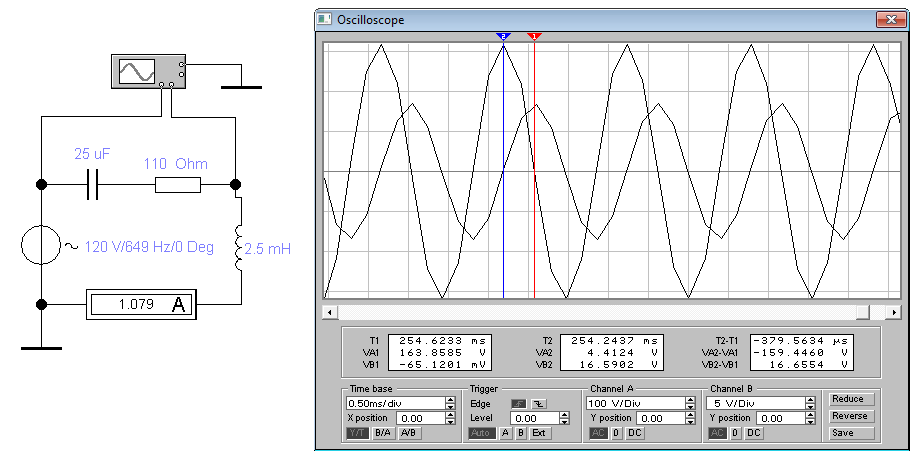 Oscilloscope
2 1
25 uF
110 Ohm
120 V/649 Hz/0 Deg
2.5 mH
1.079 A
T1 254.6233 ms T2 254.2437 ms T2-T1 -379.5634 µs
VA1 163.8585 V VA2 4.4124 V VA2-VA1 -159.4460 V
VB1 -65.1201 mV VB2 16.5902 V VB2-VB1 16.6554 V
Time base Trigger Channel A Channel B Reduce
0.50ms/div Edge 100 V/Div 5 V/Div
X position 0.00 Level 0.00 Y position 0.00 Y position 0.00 Reverse
Y/T B/A A/B Auto A B Ext AC 0 DC AC 0 DC Save